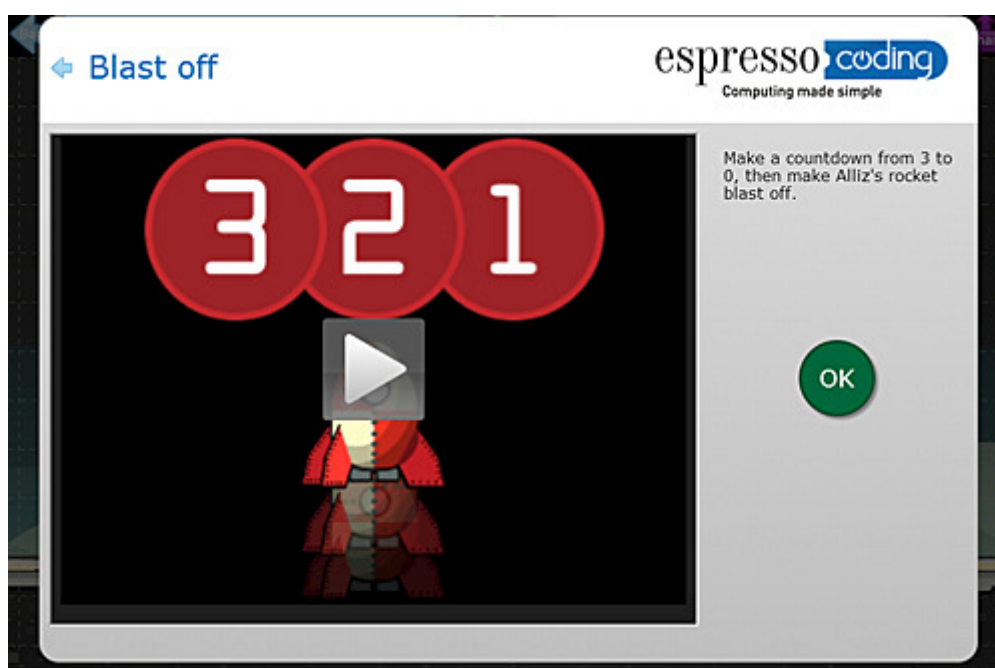 Blast off
espresso coding
Computing made simple
3 2 1
Make a countdown from 3 to
0, then make Alliz's rocket
blast off.
OK